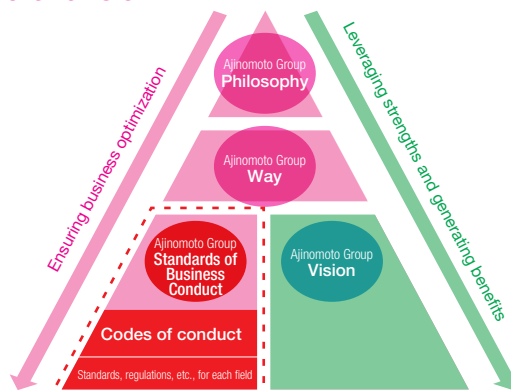 Ajinomoto Group
Philosophy
Ensuring business optimization
Leveraging strengths and generating benefits
Ajinomoto Group
Way
Ajinomoto Group
Standards of
Business
Conduct
Ajinomoto Group
Vision
Codes of conduct
Standards, regulations, etc., for each field